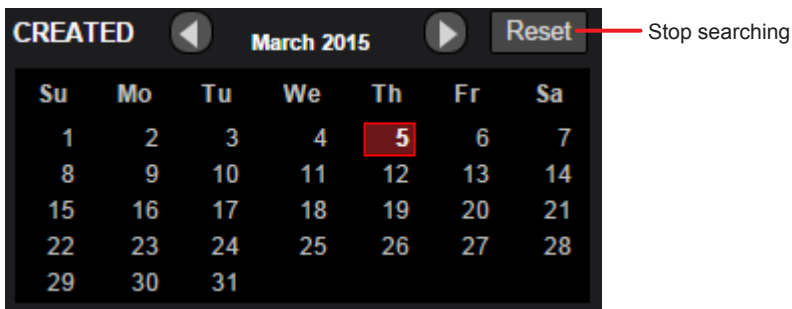 CREATED March 2015 Reset Stop searching
Su Mo Tu We Th Fr Sa
1 2 3 4 5 6 7
8 9 10 11 12 13 14
15 16 17 18 19 20 21
22 23 24 25 26 27 28
29 30 31